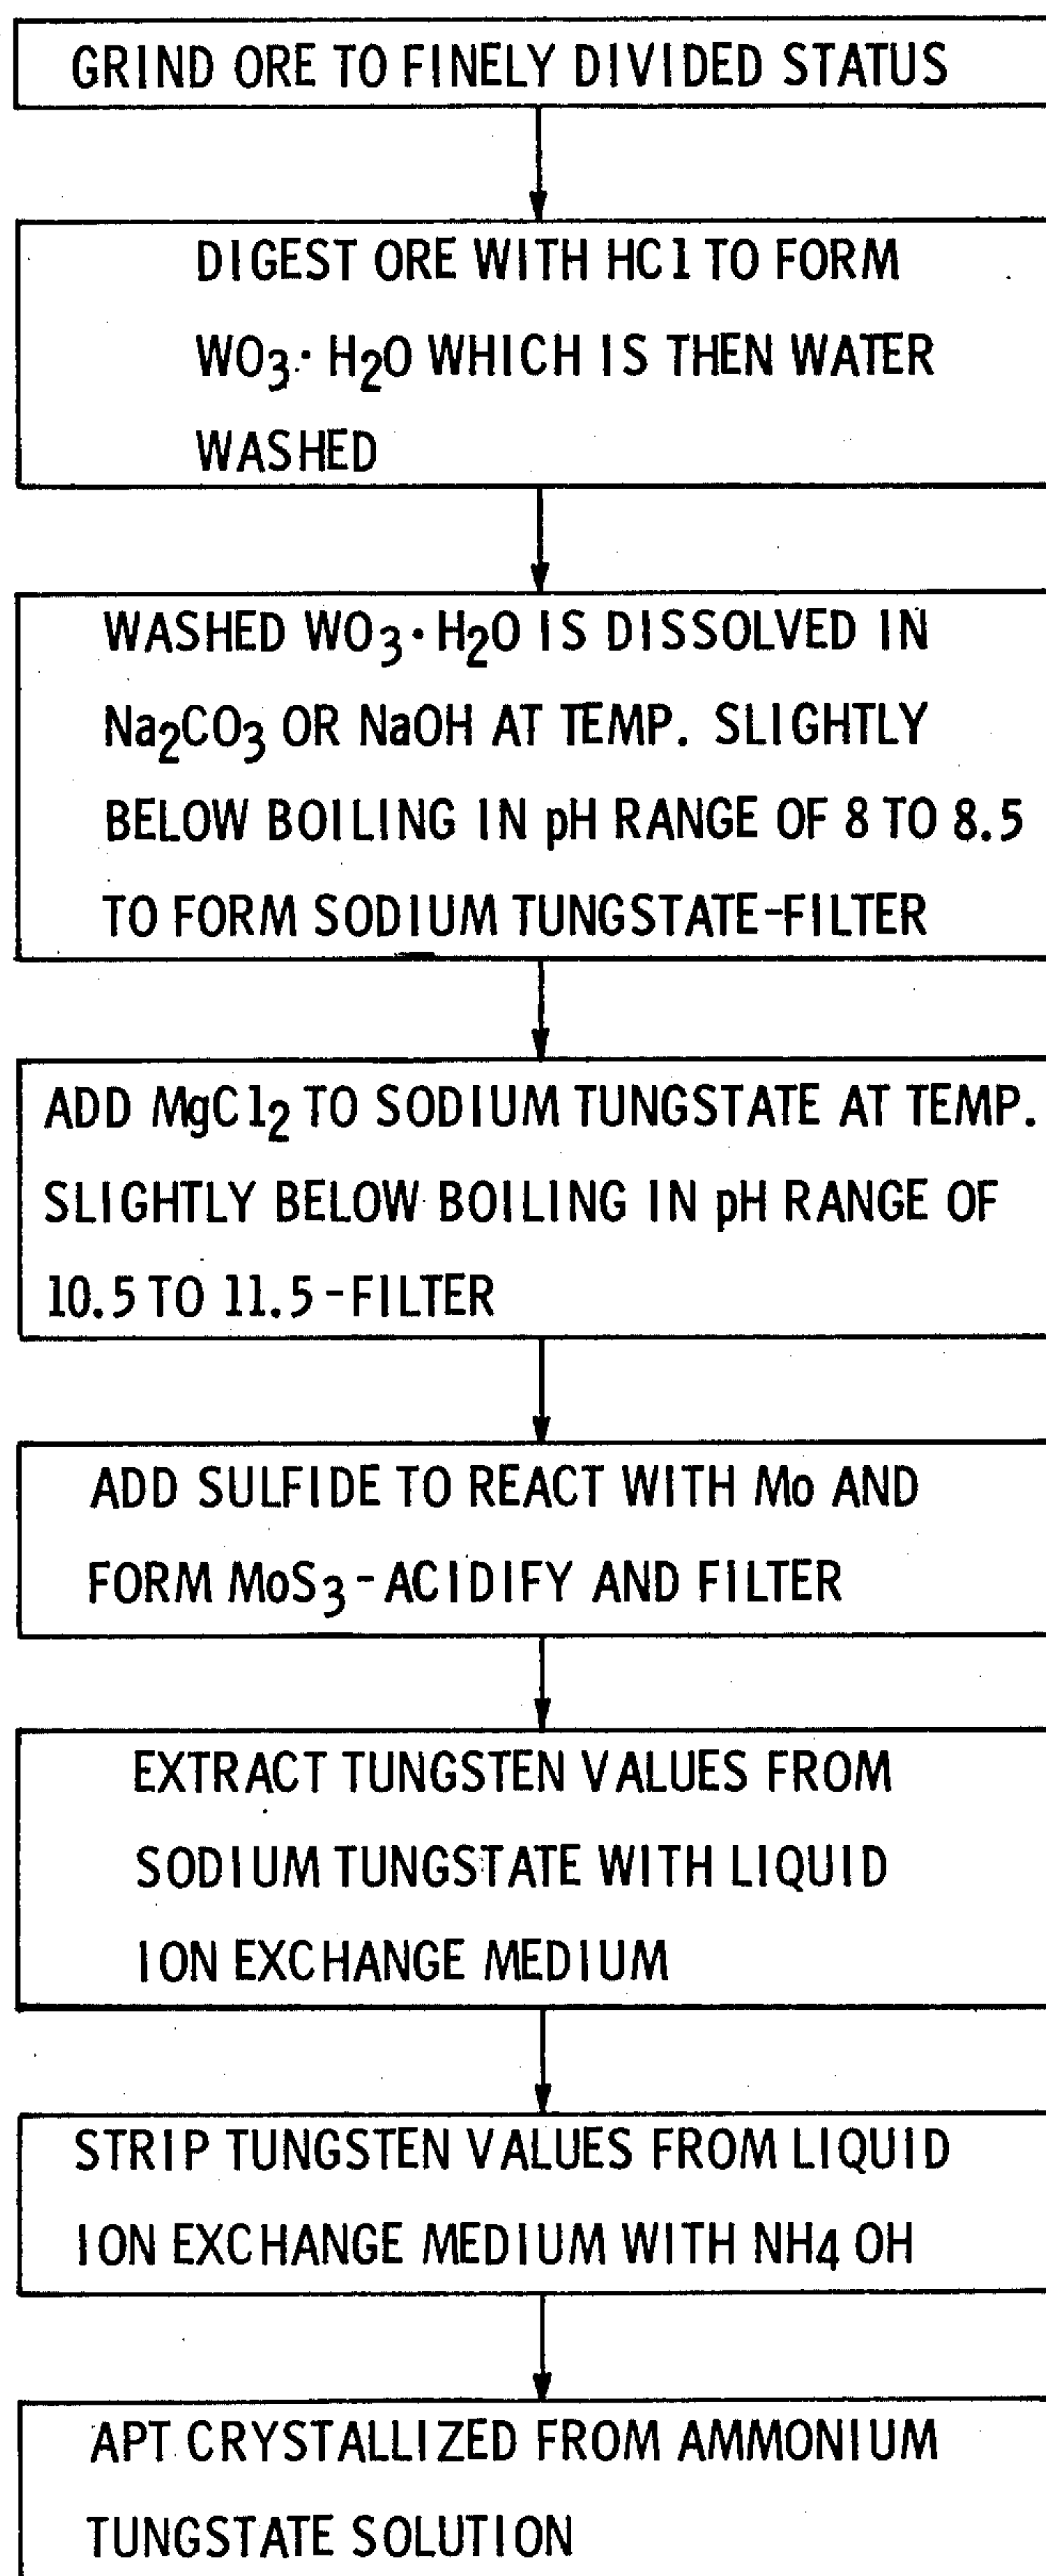 GRIND ORE TO FINELY DIVIDED STATUS
DIGEST ORE WITH HCl TO FORM
WO3· H2O WHICH IS THEN WATER
WASHED
WASHED WO3·H2O IS DISSOLVED IN
Na2CO3 OR NaOH AT TEMP. SLIGHTLY
BELOW BOILING IN pH RANGE OF 8 TO 8.5
TO FORM SODIUM TUNGSTATE-FILTER
ADD MgCl2 TO SODIUM TUNGSTATE AT TEMP.
SLIGHTLY BELOW BOILING IN pH RANGE OF
10.5 TO 11.5-FILTER
ADD SULFIDE TO REACT WITH Mo AND
FORM MoS3-ACIDIFY AND FILTER
EXTRACT TUNGSTEN VALUES FROM
SODIUM TUNGSTATE WITH LIQUID
ION EXCHANGE MEDIUM
STRIP TUNGSTEN VALUES FROM LIQUID
ION EXCHANGE MEDIUM WITH NH4 OH
APT CRYSTALLIZED FROM AMMONIUM
TUNGSTATE SOLUTION